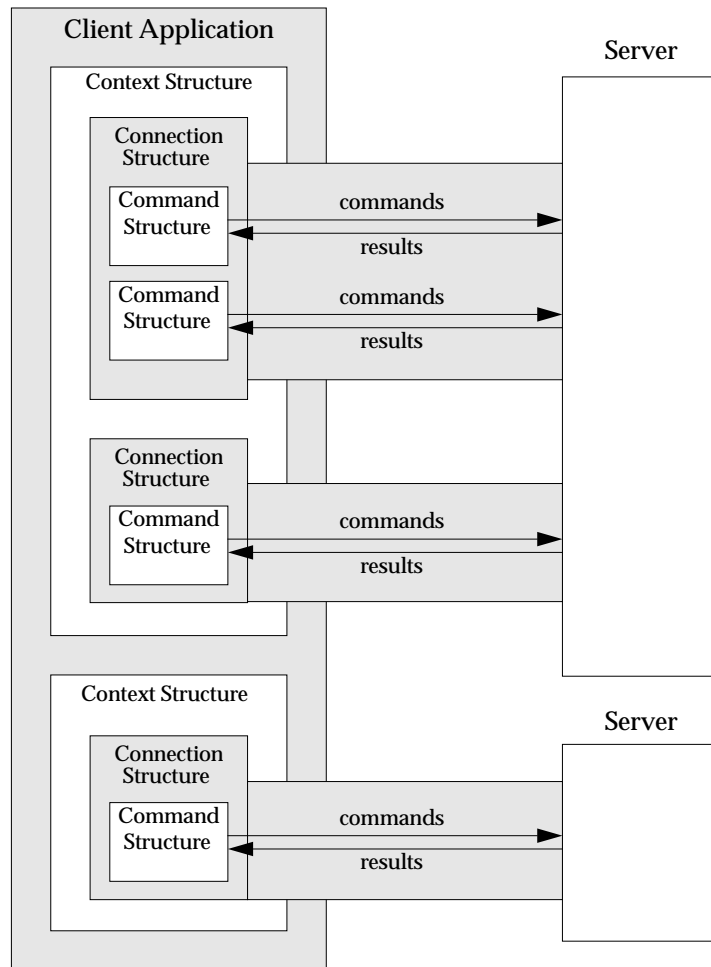 Client Application
Server
Context Structure
Connection
Structure
Command
Structure
commands
results
Command
Structure
commands
results
Connection
Structure
Command
Structure
commands
results
Context Structure
Server
Connection
Structure
Command
Structure
commands
results